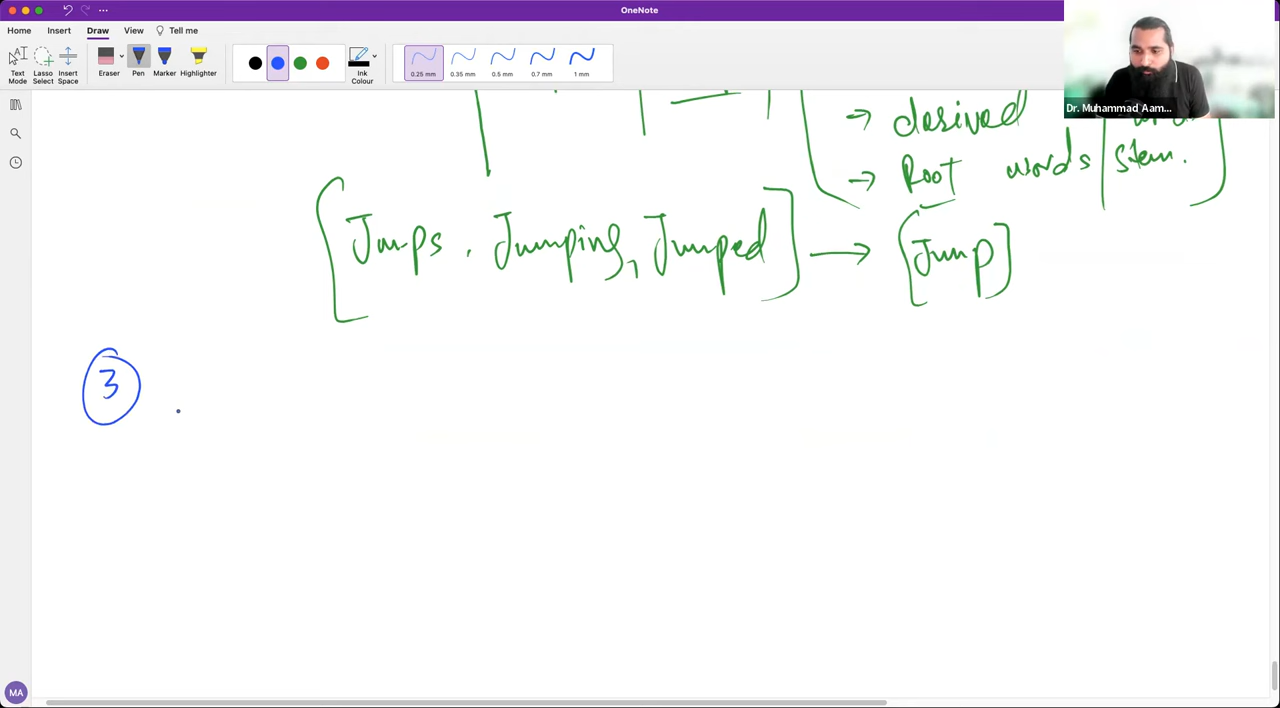 OneNote
Home Insert Draw View Tell me
Text Mode Lasso Select Insert Space Eraser Pen Marker Highlighter Ink Colour 0.25 mm 0.35 mm 0.5 mm 0.7 mm 1 mm
Dr. Muhammad Aam...
→ derived
→ Root words stem.
[Jumps, Jumping, Jumped] → [Jump]
3
MA